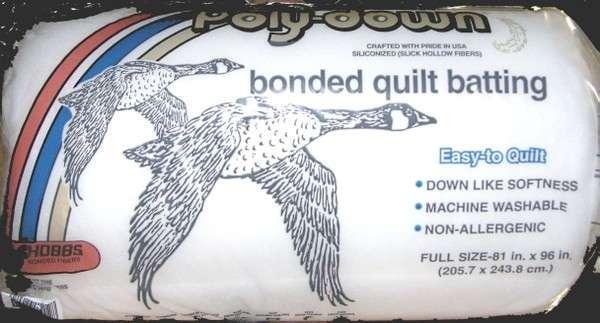 Poly-down
CRAFTED WITH PRIDE IN USA
SILICONIZED (SLICK HOLLOW FIBERS)
bonded quilt batting
Easy-to Quilt
• DOWN LIKE SOFTNESS
• MACHINE WASHABLE
• NON-ALLERGENIC
FULL SIZE-81 in. x 96 in.
(205.7 x 243.8 cm.)
HOBBS
BONDED FIBERS